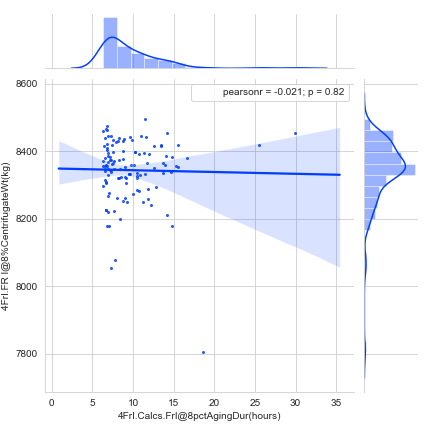 pearsonr = -0.021; p = 0.82
8600
8400
8200
8000
7800
4Frl.FR I@8%CentrifugateWt(kg)
0 5 10 15 20 25 30 35
4Frl.Calcs.Frl@8pctAgingDur(hours)